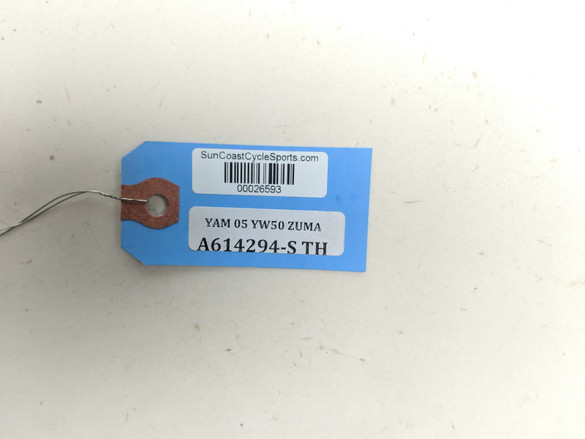 SunCoastCycleSports.com
00026593
YAM 05 YW50 ZUMA
A614294-S TH